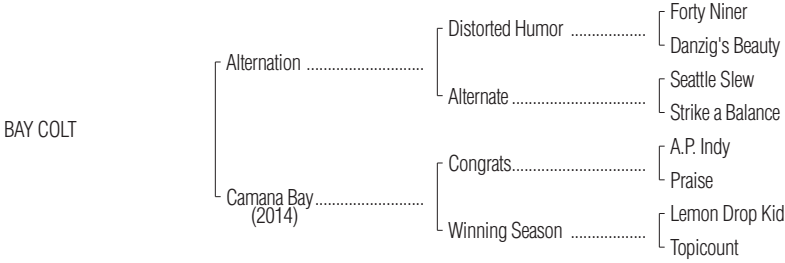 Forty Niner
Distorted Humor ..................
Danzig's Beauty
Alternation ............................
Seattle Slew
Alternate ................................
Strike a Balance
BAY COLT
A.P. Indy
Congrats................................
Praise
Camana Bay..........................
(2014)
Lemon Drop Kid
Winning Season ..................
Topicount